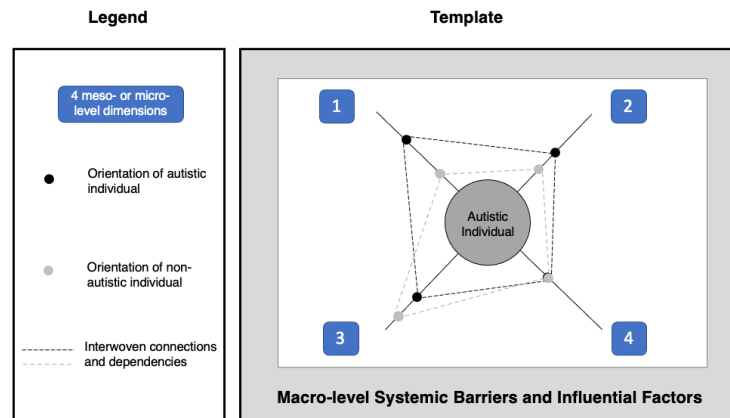 Legend
Template
4 meso- or micro-
level dimensions
Orientation of autistic
individual
Orientation of non-
autistic individual
Interwoven connections
and dependencies
1
2
Autistic
Individual
3
4
Macro-level Systemic Barriers and Influential Factors